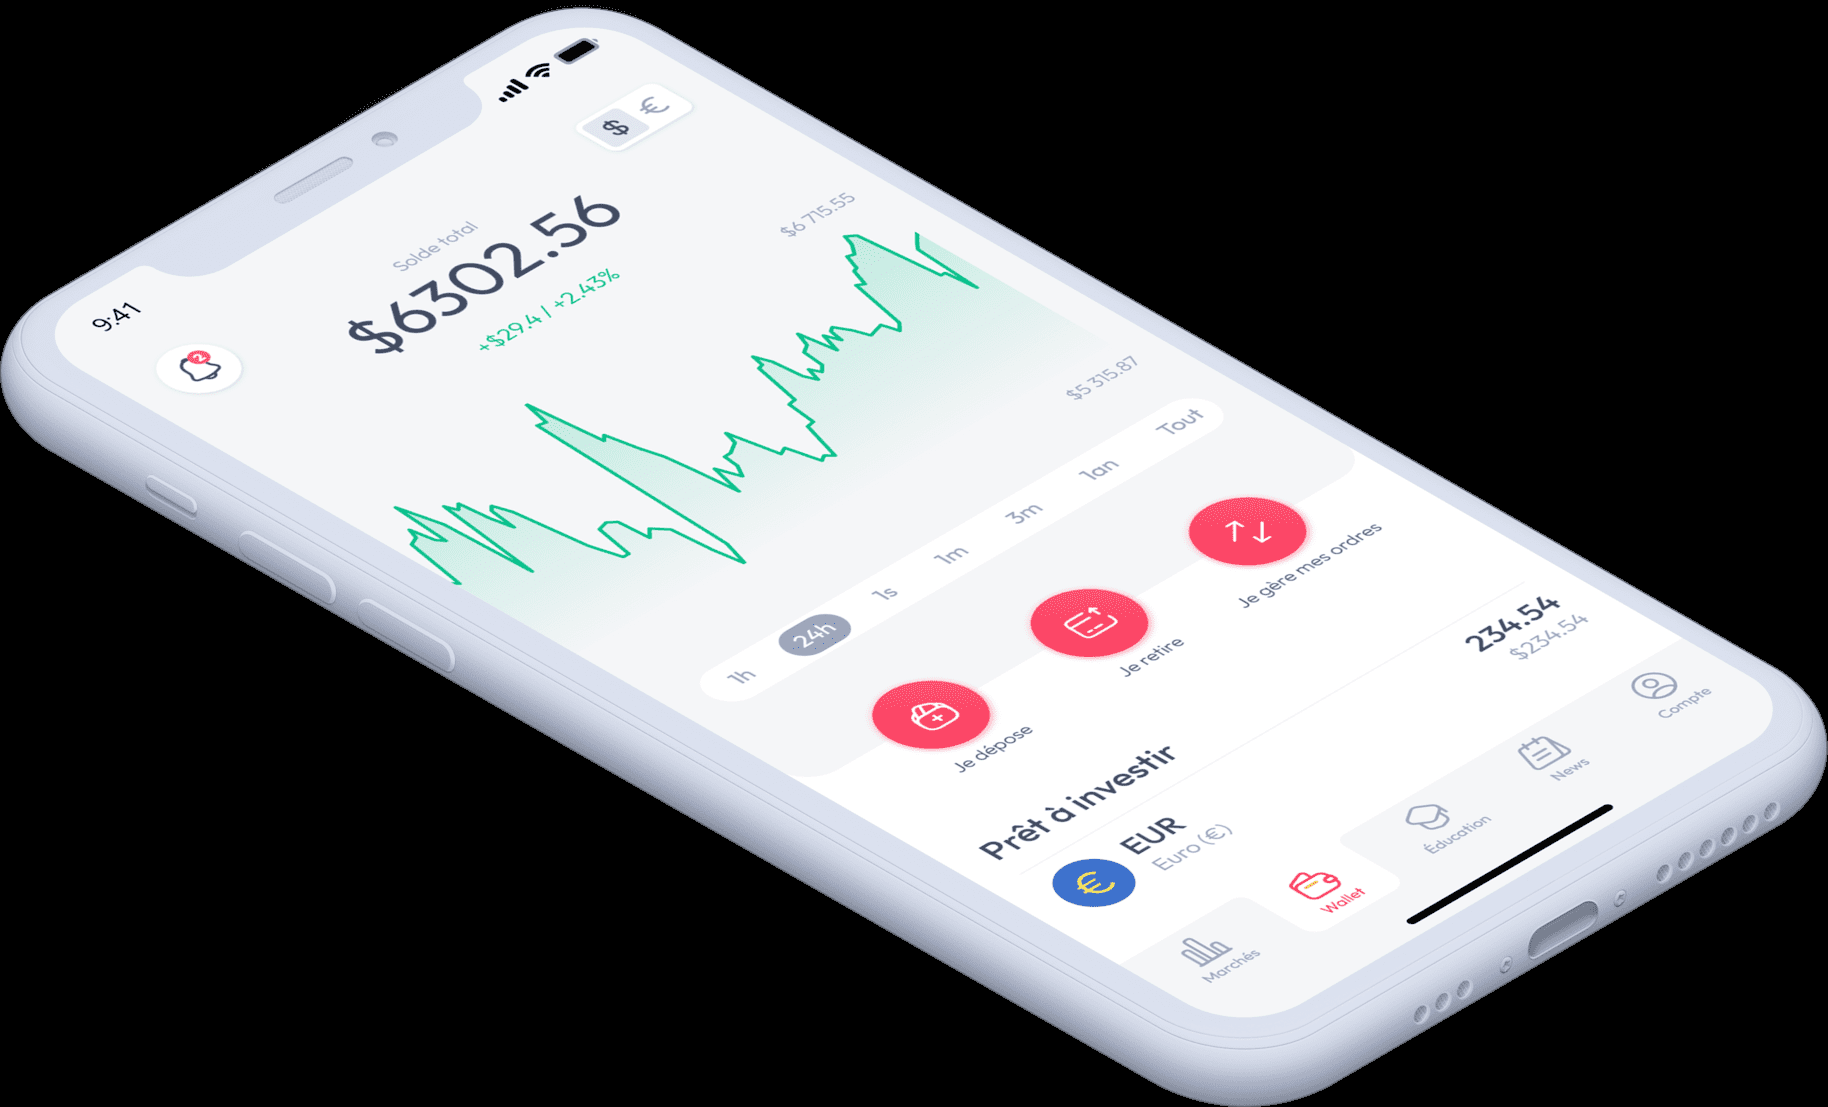 9:41
2
$ €
Solde total
$6302.56
+$29.4 / +2.43%
$6 715.55
$5 315.87
1h 24h 1s 1m 3m 1an Tout
Je dépose
Je retire
Je gère mes ordres
Prêt à investir
€
EUR
Euro (€)
234.54
$234.54
Marchés
Wallet
Éducation
News
Compte